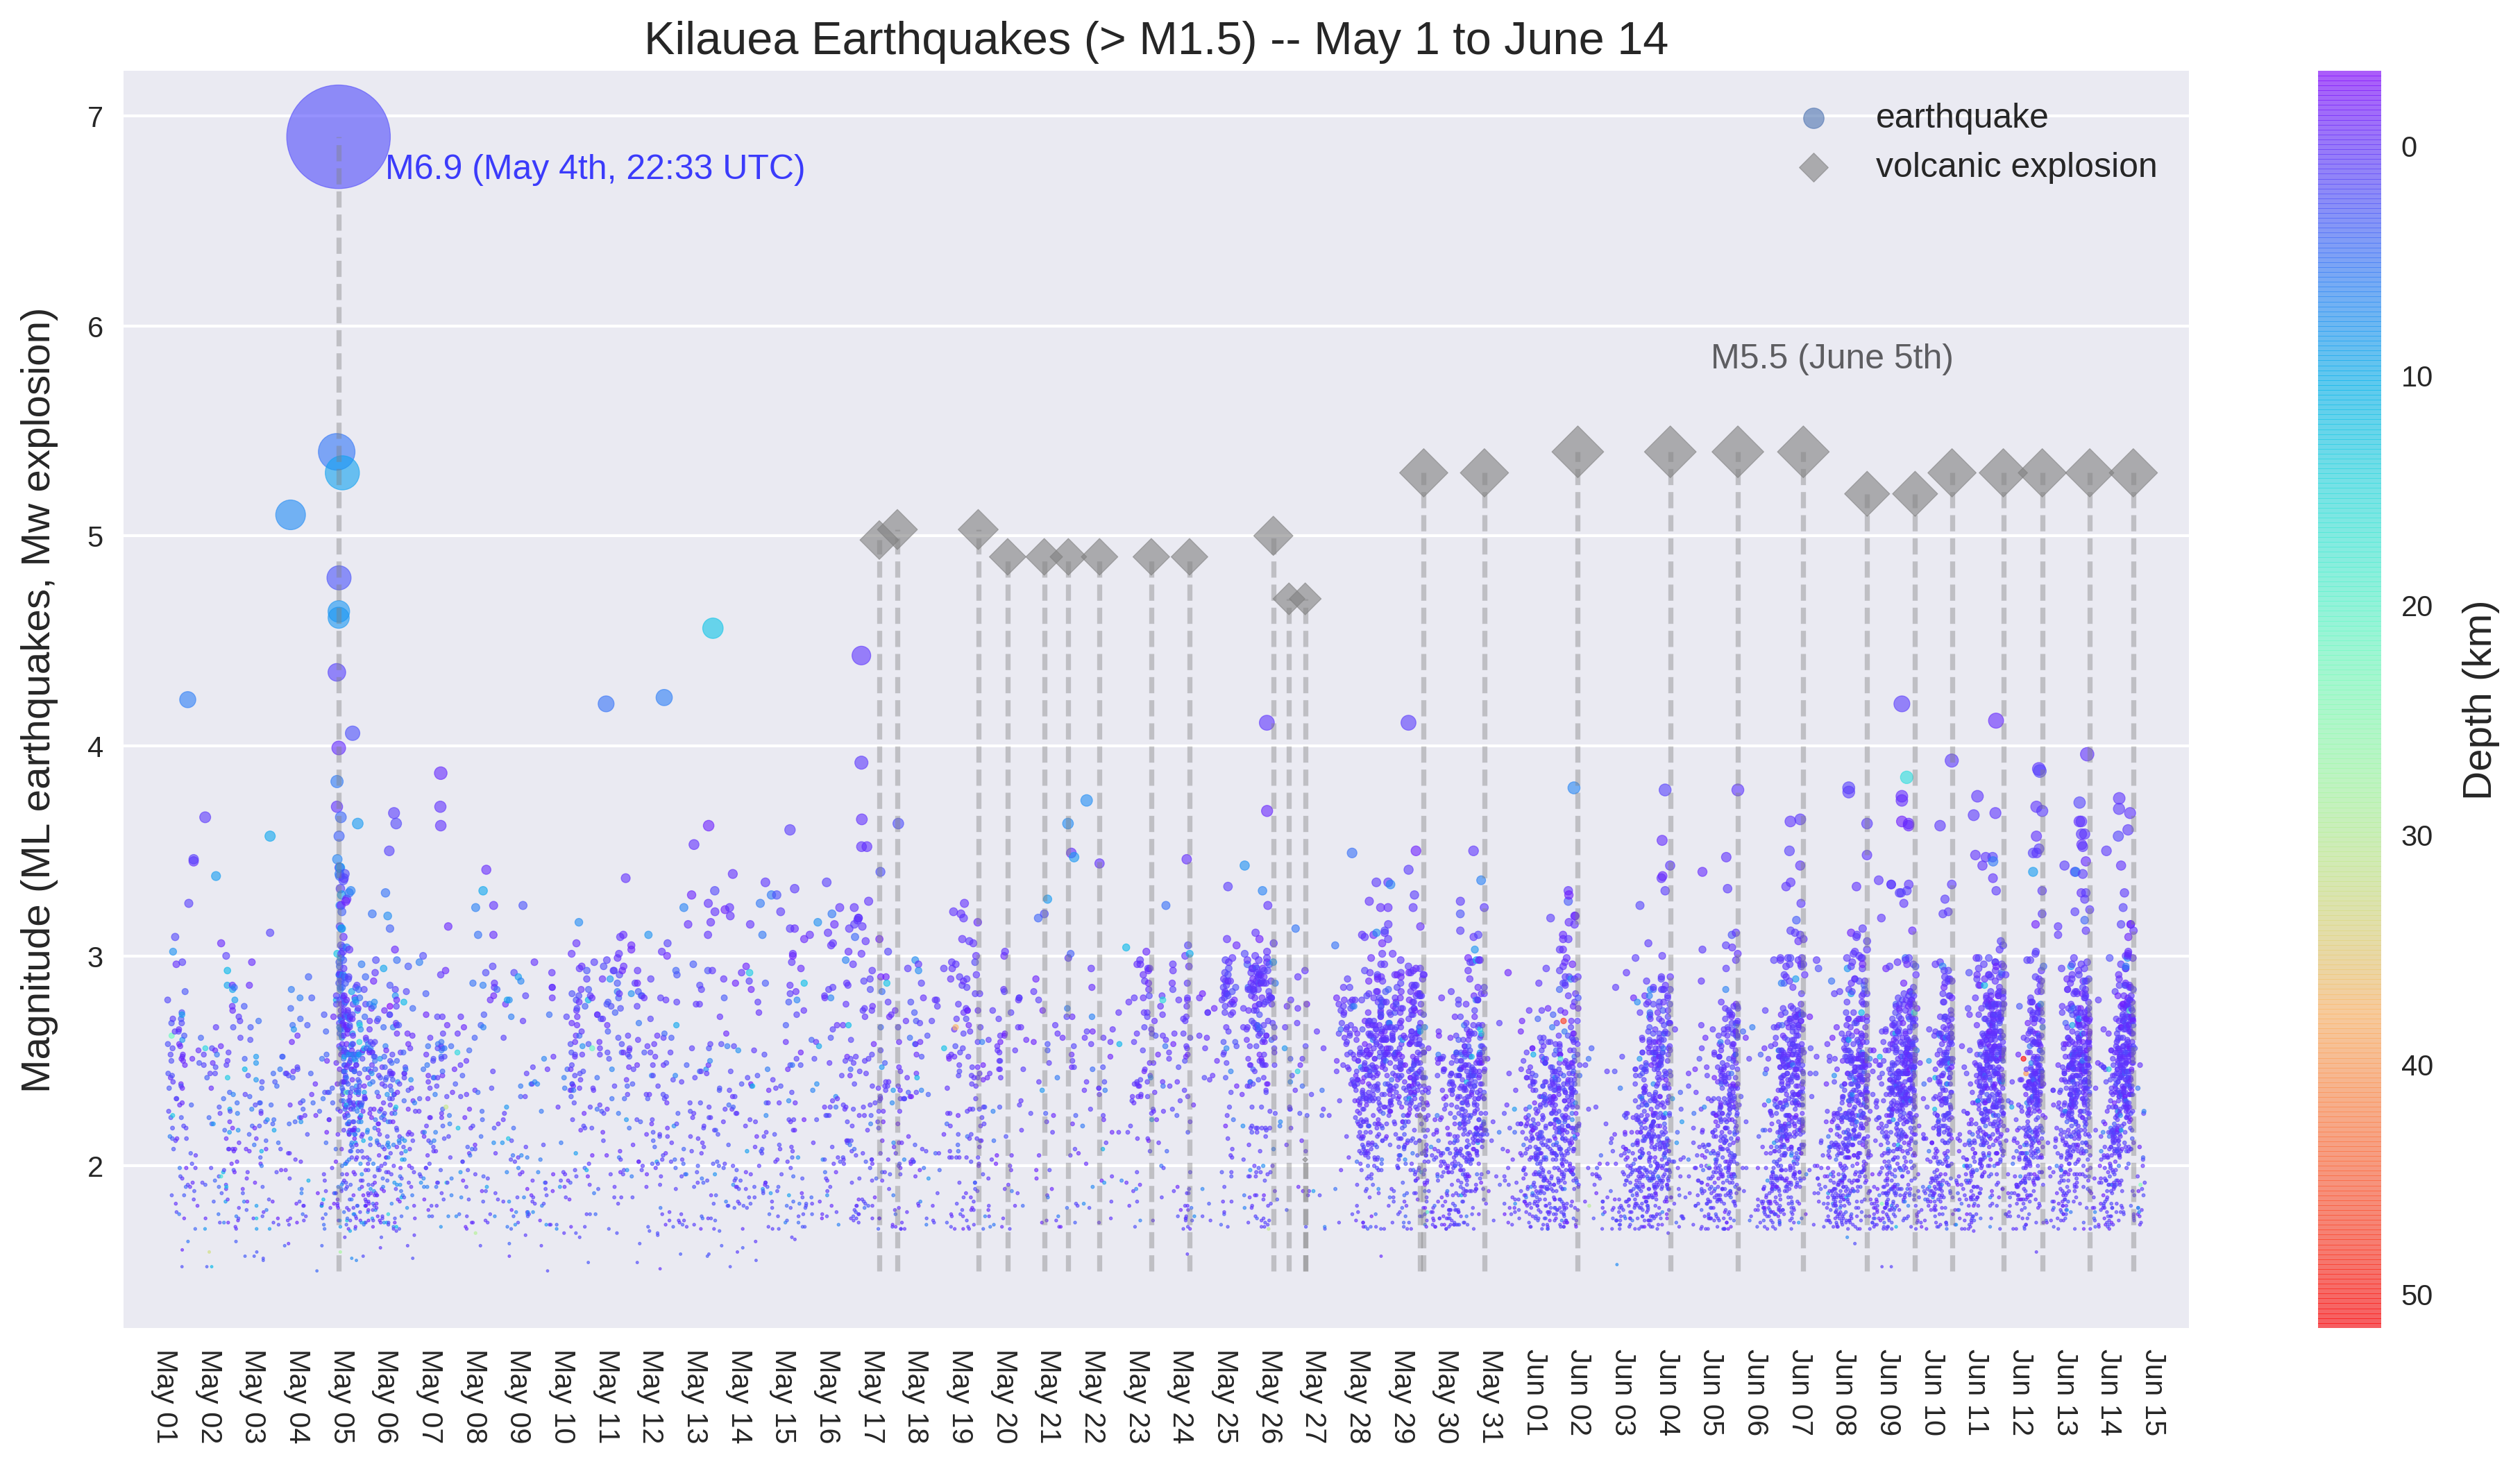 Kilauea Earthquakes (> M1.5) -- May 1 to June 14
Magnitude (ML earthquakes, Mw explosion)
7
6
5
4
3
2
M6.9 (May 4th, 22:33 UTC)
earthquake
volcanic explosion
M5.5 (June 5th)
May 01
May 02
May 03
May 04
May 05
May 06
May 07
May 08
May 09
May 10
May 11
May 12
May 13
May 14
May 15
May 16
May 17
May 18
May 19
May 20
May 21
May 22
May 23
May 24
May 25
May 26
May 27
May 28
May 29
May 30
May 31
Jun 01
Jun 02
Jun 03
Jun 04
Jun 05
Jun 06
Jun 07
Jun 08
Jun 09
Jun 10
Jun 11
Jun 12
Jun 13
Jun 14
Jun 15
0
10
20
30
40
50
Depth (km)